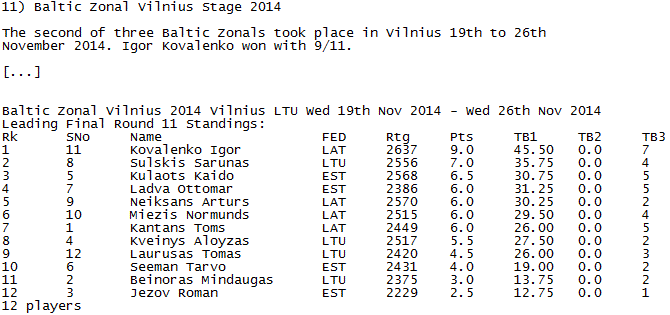 11) Baltic Zonal Vilnius Stage 2014
The second of three Baltic Zonals took place in Vilnius 19th to 26th
November 2014. Igor Kovalenko won with 9/11.
[...]
Baltic Zonal Vilnius 2014 Vilnius LTU Wed 19th Nov 2014 - Wed 26th Nov 2014
Leading Final Round 11 Standings:
Rk SNo Name FED Rtg Pts TB1 TB2 TB3
1 11 Kovalenko Igor LAT 2637 9.0 45.50 0.0 7
2 8 Sulskis Sarunas LTU 2556 7.0 35.75 0.0 4
3 5 Kulaots Kaido EST 2568 6.5 30.75 0.0 5
4 7 Ladva Ottomar EST 2386 6.0 31.25 0.0 5
5 9 Neiksans Arturs LAT 2570 6.0 30.25 0.0 2
6 10 Miezis Normunds LAT 2515 6.0 29.50 0.0 4
7 1 Kantans Toms LAT 2449 6.0 26.00 0.0 5
8 4 Kveinys Aloyzas LTU 2517 5.5 27.50 0.0 2
9 12 Laurusas Tomas LTU 2420 4.5 26.00 0.0 3
10 6 Seeman Tarvo EST 2431 4.0 19.00 0.0 2
11 2 Beinoras Mindaugas LTU 2375 3.0 13.75 0.0 2
12 3 Jezov Roman EST 2229 2.5 12.75 0.0 1
12 players